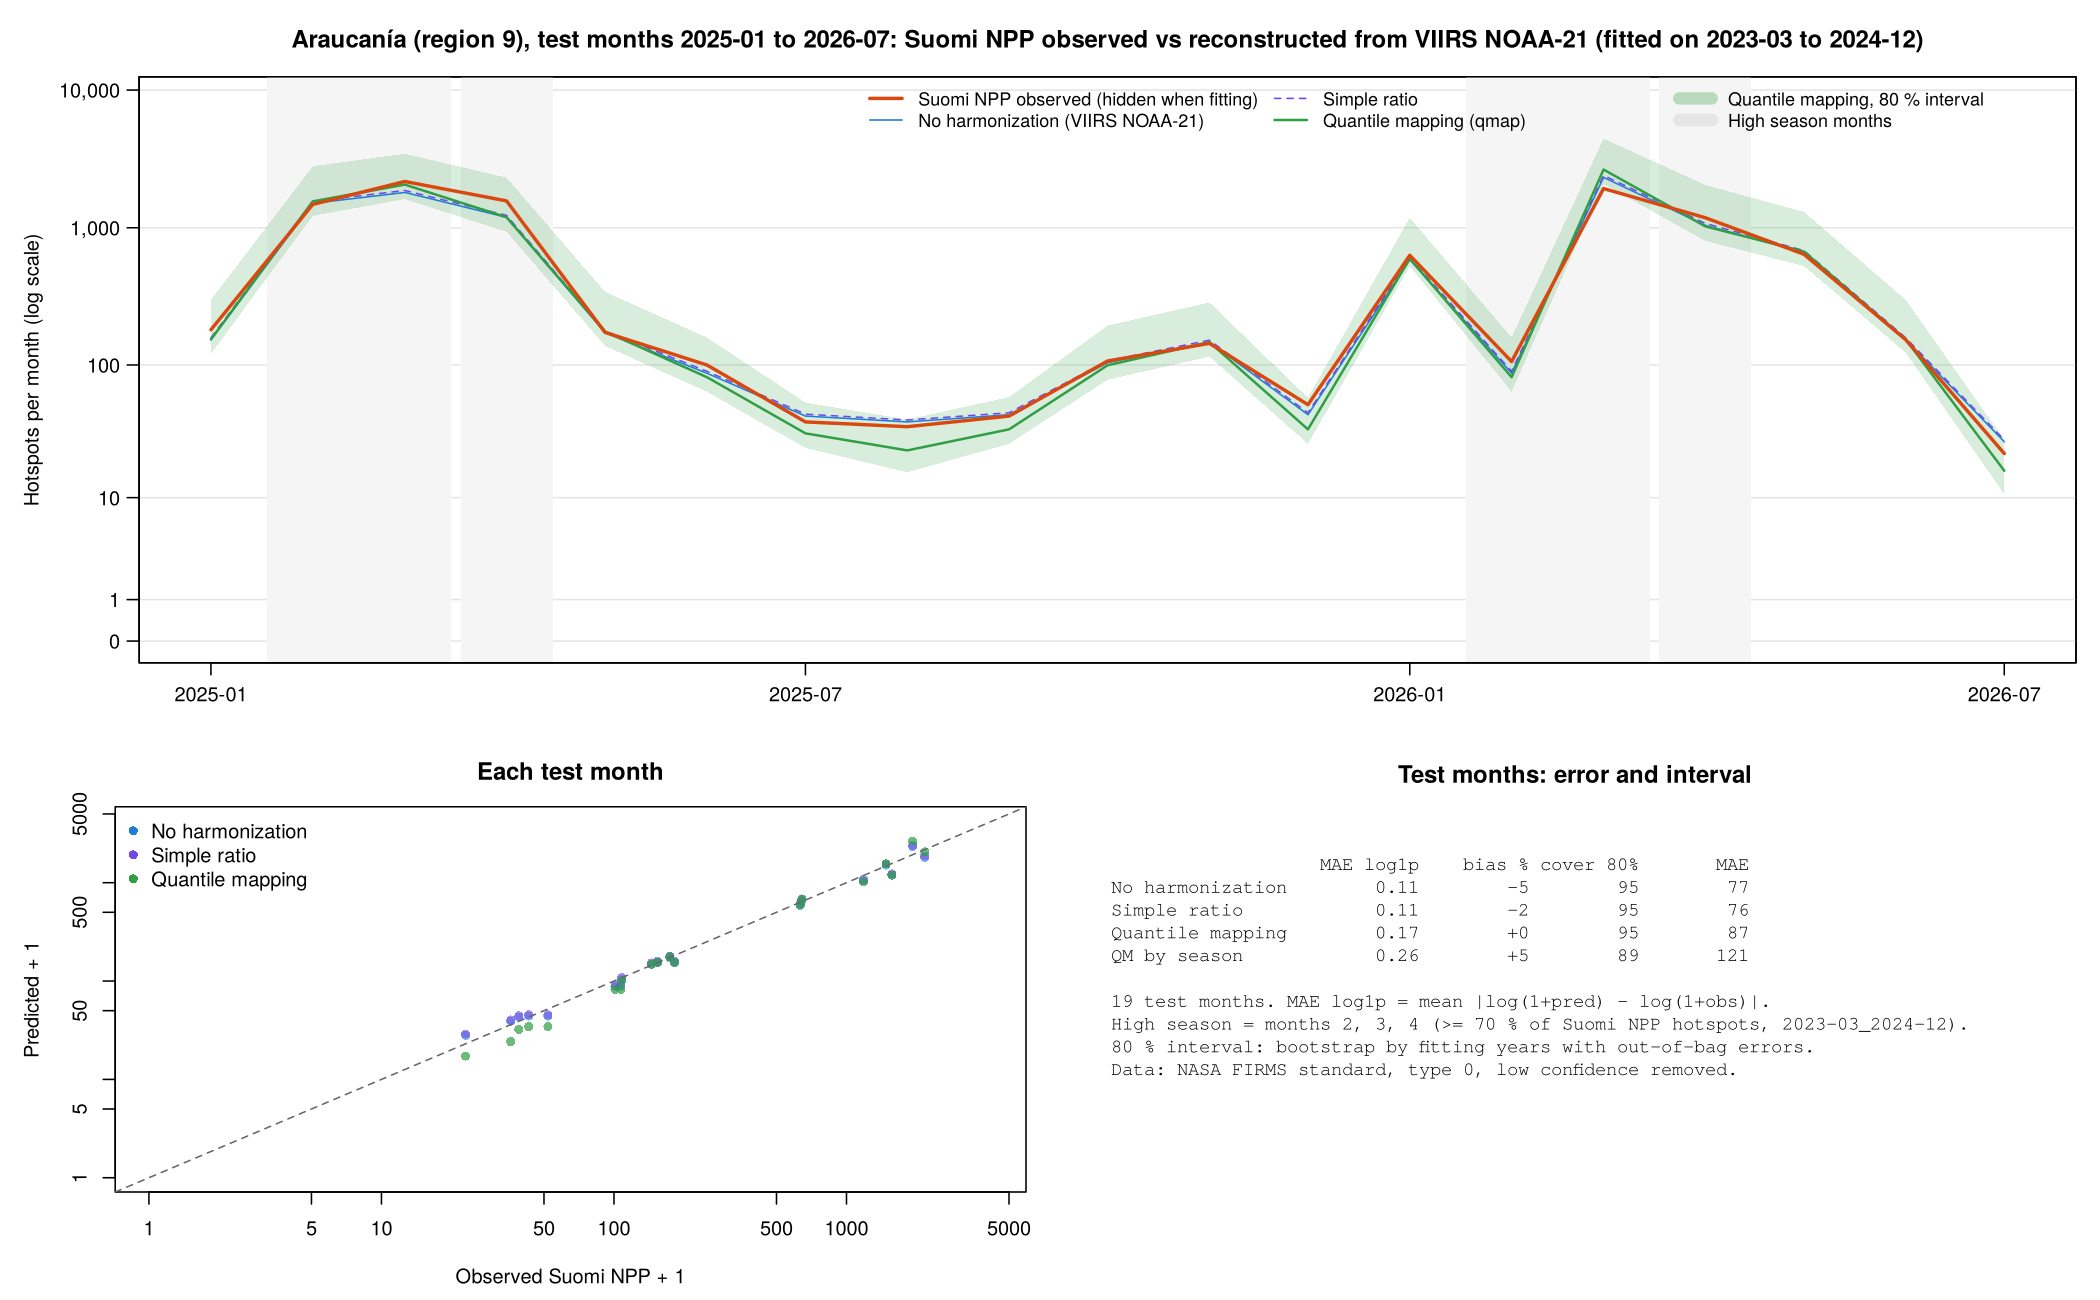 Araucanía (region 9), test months 2025-01 to 2026-07: Suomi NPP observed vs reconstructed from VIIRS NOAA-21 (fitted on 2023-03 to 2024-12)
Hotspots per month (log scale)
10,000
1,000
100
10
1
0
Suomi NPP observed (hidden when fitting)
No harmonization (VIIRS NOAA-21)
Simple ratio
Quantile mapping (qmap)
Quantile mapping, 80 % interval
High season months
2025-01 2025-07 2026-01 2026-07
Each test month
Predicted + 1
5000
500
50
5
1
No harmonization
Simple ratio
Quantile mapping
1 5 10 50 100 500 1000 5000
Observed Suomi NPP + 1
Test months: error and interval
MAE log1p bias % cover 80% MAE
No harmonization 0.11 −5 95 77
Simple ratio 0.11 −2 95 76
Quantile mapping 0.17 +0 95 87
QM by season 0.26 +5 89 121
19 test months. MAE log1p = mean |log(1+pred) − log(1+obs)|.
High season = months 2, 3, 4 (>= 70 % of Suomi NPP hotspots, 2023−03_2024−12).
80 % interval: bootstrap by fitting years with out−of−bag errors.
Data: NASA FIRMS standard, type 0, low confidence removed.